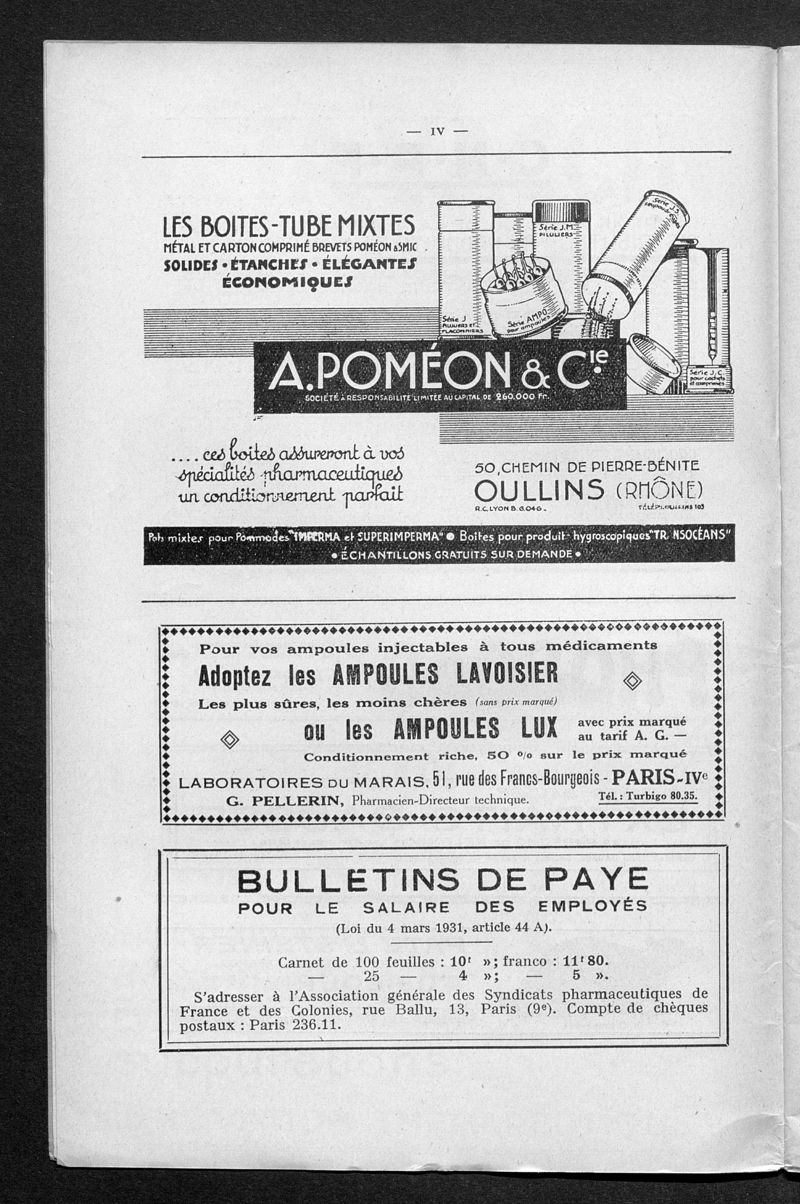 — IV —
LES BOITES-TUBE MIXTES
MÉTAL ET CARTON COMPRIMÉ BREVETS POMÉON & SMIC
SOLIDES • ÉTANCHES • ÉLÉGANTES
ÉCONOMIQUES
Série J
PILULIERS ET
FLACONNIERS
Série AMPO
pour ampoules
Série J.M.
PILULIERS
Série J.S.
Série J.C.
pour cachets
et comprimés
A. POMÉON & Cie
SOCIÉTÉ A RESPONSABILITÉ LIMITÉE AU CAPITAL DE 260.000 Fr.
.... ces boites assureront à vos
spécialités pharmaceutiques
un conditionnement parfait
50, CHEMIN DE PIERRE-BÉNITE
OULLINS (RHÔNE)
R.C. LYON B. 6.046. TÉLÉPH. OULLINS 103
Pots mixtes pour Pommades "IMPERMA et SUPERIMPERMA" • Boites pour produit hygroscopiques "TR NSOCÉANS"
• ÉCHANTILLONS GRATUITS SUR DEMANDE •
Pour vos ampoules injectables à tous médicaments
Adoptez les AMPOULES LAVOISIER
Les plus sûres, les moins chères (sans prix marqué)
ou les AMPOULES LUX avec prix marqué
au tarif A. G. —
Conditionnement riche, 50 % sur le prix marqué
LABORATOIRES DU MARAIS, 51, rue des Francs-Bourgeois - PARIS-IVe
G. PELLERIN, Pharmacien-Directeur technique. Tél. : Turbigo 80.35.
BULLETINS DE PAYE
POUR LE SALAIRE DES EMPLOYÉS
(Loi du 4 mars 1931, article 44 A).
Carnet de 100 feuilles : 10f »; franco : 11f 80.
— 25 — 4 »; — 5 ».
S'adresser à l'Association générale des Syndicats pharmaceutiques de
France et des Colonies, rue Ballu, 13, Paris (9e). Compte de chèques
postaux : Paris 236.11.